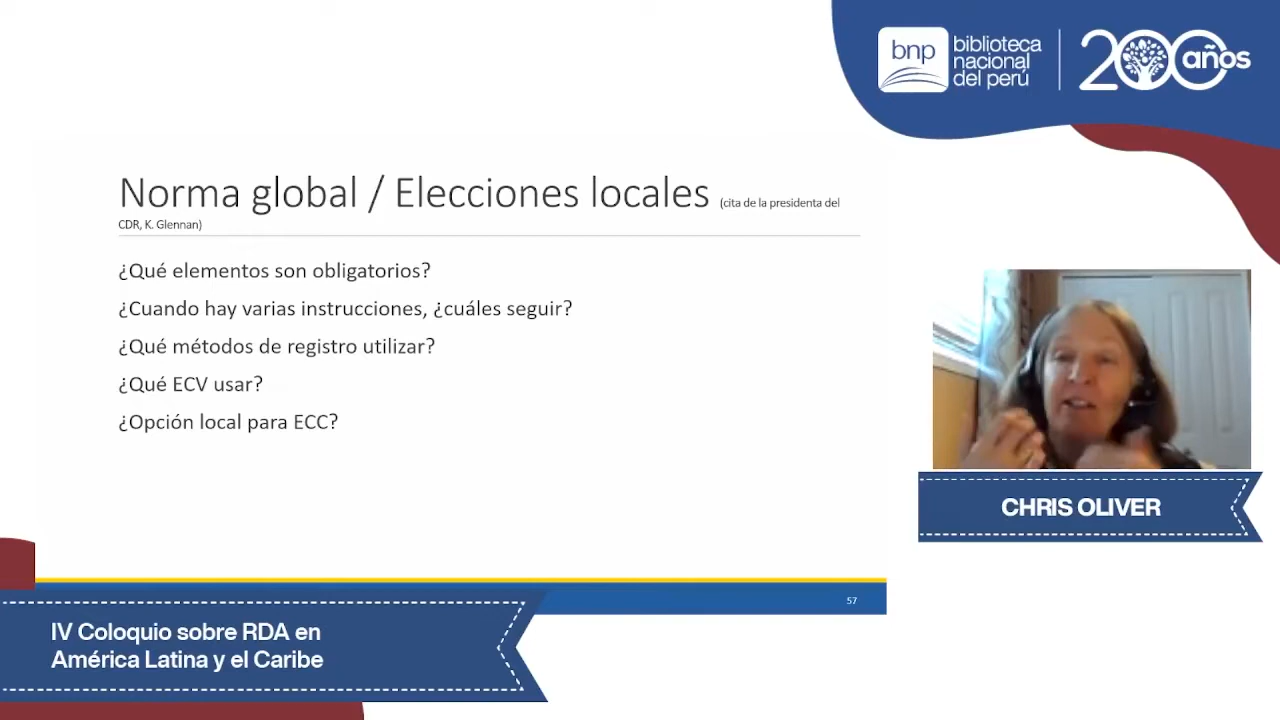 bnp
biblioteca
nacional
del perú
200 años
Norma global / Elecciones locales (cita de la presidenta del
CDR, K. Glennan)
¿Qué elementos son obligatorios?
¿Cuando hay varias instrucciones, ¿cuáles seguir?
¿Qué métodos de registro utilizar?
¿Qué ECV usar?
¿Opción local para ECC?
CHRIS OLIVER
57
IV Coloquio sobre RDA en
América Latina y el Caribe